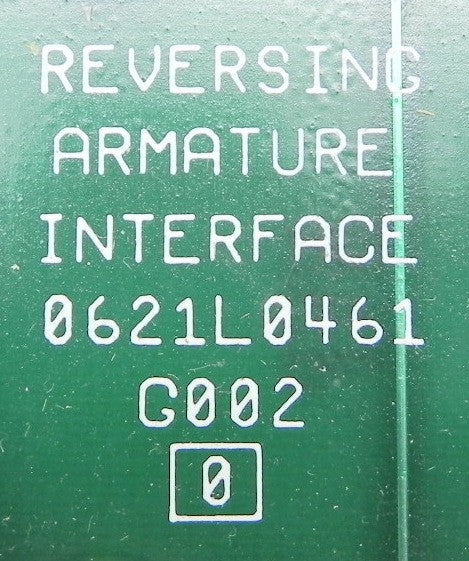 REVERSING
ARMATURE
INTERFACE
0621L0461
G002
0